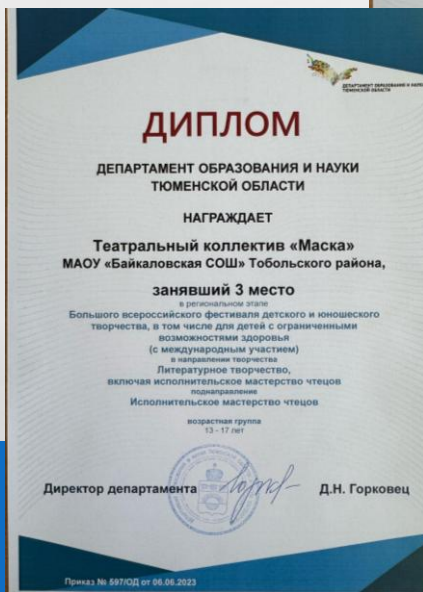 ДЕПАРТАМЕНТ ОБРАЗОВАНИЯ И НАУКИ
ТЮМЕНСКОЙ ОБЛАСТИ
ДИПЛОМ
ДЕПАРТАМЕНТ ОБРАЗОВАНИЯ И НАУКИ
ТЮМЕНСКОЙ ОБЛАСТИ
НАГРАЖДАЕТ
Театральный коллектив «Маска»
МАОУ «Байкаловская СОШ» Тобольского района,
занявший 3 место
в региональном этапе
Большого всероссийского фестиваля детского и юношеского
творчества, в том числе для детей с ограниченными
возможностями здоровья
(с международным участием)
в направлении творчества
Литературное творчество,
включая исполнительское мастерство чтецов
поднаправление
Исполнительское мастерство чтецов
возрастная группа
13 - 17 лет
Директор департамента Д.Н. Горковец
Приказ № 597/ОД от 06.06.2023